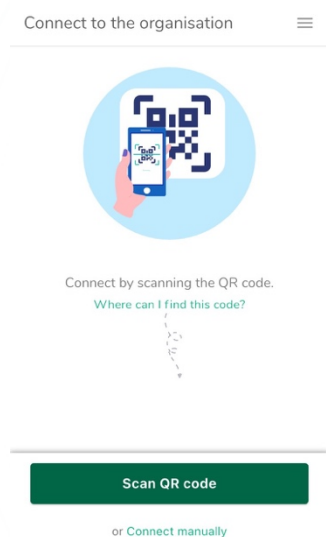 Connect to the organisation
Connect by scanning the QR code.
Where can I find this code?
Scan QR code
or Connect manually